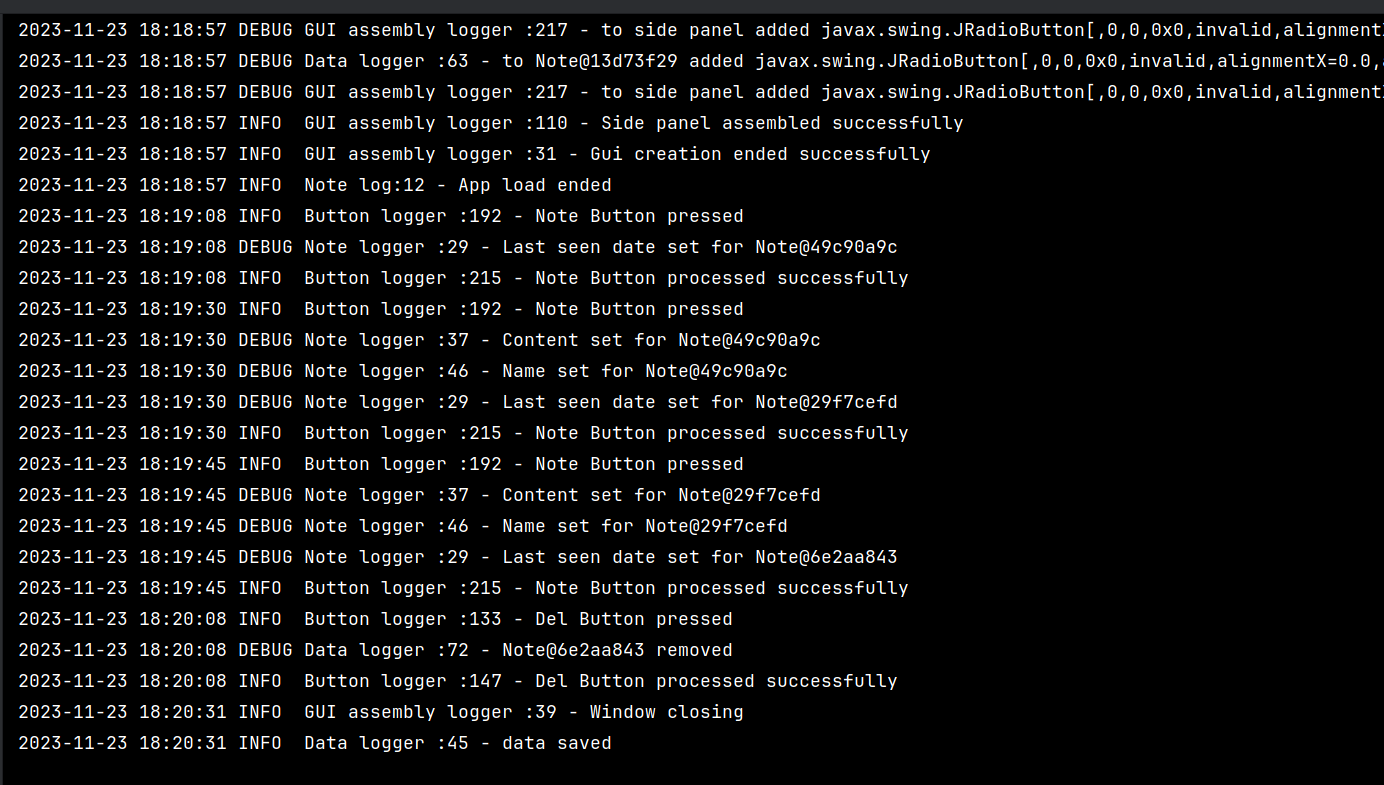 2023-11-23 18:18:57 DEBUG GUI assembly logger :217 - to side panel added javax.swing.JRadioButton[,0,0,0x0,invalid,alignment
2023-11-23 18:18:57 DEBUG Data logger :63 - to Note@13d73f29 added javax.swing.JRadioButton[,0,0,0x0,invalid,alignmentX=0.0,
2023-11-23 18:18:57 DEBUG GUI assembly logger :217 - to side panel added javax.swing.JRadioButton[,0,0,0x0,invalid,alignment
2023-11-23 18:18:57 INFO  GUI assembly logger :110 - Side panel assembled successfully
2023-11-23 18:18:57 INFO  GUI assembly logger :31 - Gui creation ended successfully
2023-11-23 18:18:57 INFO  Note log:12 - App load ended
2023-11-23 18:19:08 INFO  Button logger :192 - Note Button pressed
2023-11-23 18:19:08 DEBUG Note logger :29 - Last seen date set for Note@49c90a9c
2023-11-23 18:19:08 INFO  Button logger :215 - Note Button processed successfully
2023-11-23 18:19:30 INFO  Button logger :192 - Note Button pressed
2023-11-23 18:19:30 DEBUG Note logger :37 - Content set for Note@49c90a9c
2023-11-23 18:19:30 DEBUG Note logger :46 - Name set for Note@49c90a9c
2023-11-23 18:19:30 DEBUG Note logger :29 - Last seen date set for Note@29f7cefd
2023-11-23 18:19:30 INFO  Button logger :215 - Note Button processed successfully
2023-11-23 18:19:45 INFO  Button logger :192 - Note Button pressed
2023-11-23 18:19:45 DEBUG Note logger :37 - Content set for Note@29f7cefd
2023-11-23 18:19:45 DEBUG Note logger :46 - Name set for Note@29f7cefd
2023-11-23 18:19:45 DEBUG Note logger :29 - Last seen date set for Note@6e2aa843
2023-11-23 18:19:45 INFO  Button logger :215 - Note Button processed successfully
2023-11-23 18:20:08 INFO  Button logger :133 - Del Button pressed
2023-11-23 18:20:08 DEBUG Data logger :72 - Note@6e2aa843 removed
2023-11-23 18:20:08 INFO  Button logger :147 - Del Button processed successfully
2023-11-23 18:20:31 INFO  GUI assembly logger :39 - Window closing
2023-11-23 18:20:31 INFO  Data logger :45 - data saved